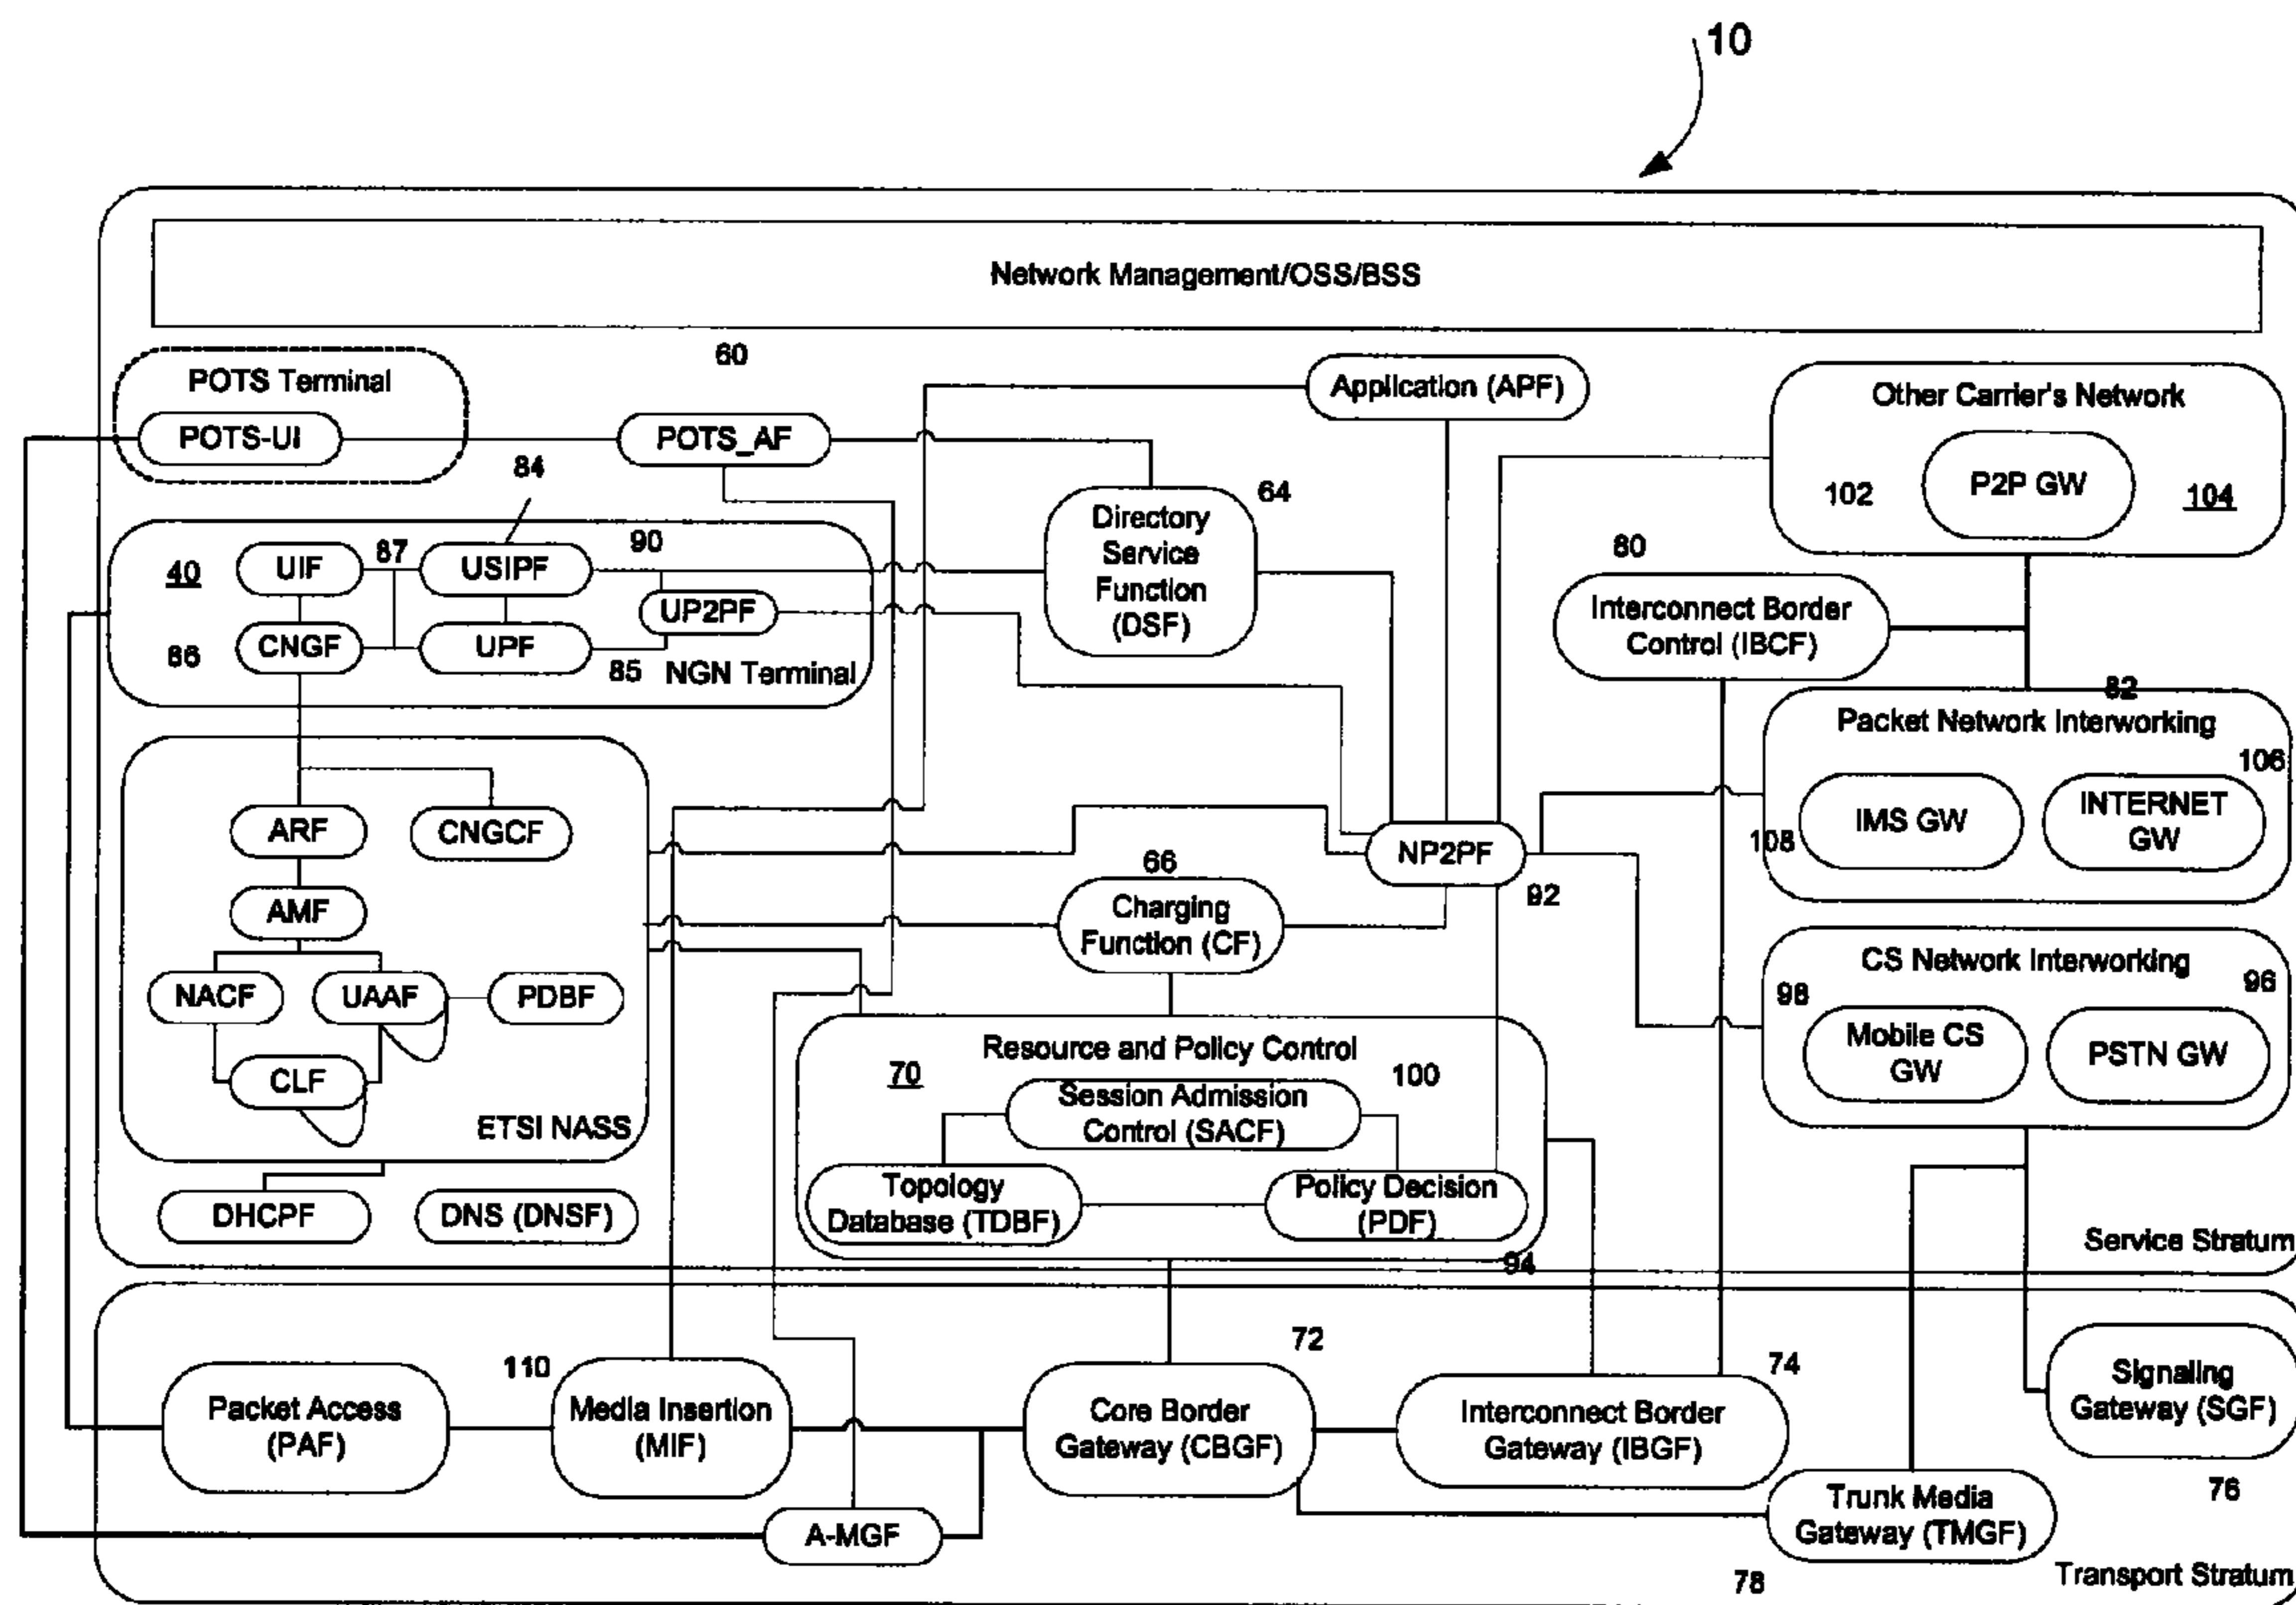 10
Network Management/OSS/BSS
60
POTS Terminal
POTS-UI
POTS_AF
84
Application (APF)
Other Carrier's Network
P2P GW
102
104
64
Directory
Service
Function
(DSF)
40
UIF
87
USIPF
90
UP2PF
86
CNGF
UPF
85
NGN Terminal
80
Interconnect Border
Control (IBCF)
82
Packet Network Interworking
106
IMS GW
INTERNET
GW
108
ARF
CNGCF
AMF
NACF
UAAF
PDBF
CLF
ETSI NASS
NP2PF
92
66
Charging
Function (CF)
CS Network Interworking
98
96
Mobile CS
GW
PSTN GW
Resource and Policy Control
70
100
Session Admission
Control (SACF)
Topology
Database (TDBF)
Policy Decision
(PDF)
94
DHCPF
DNS (DNSF)
Service Stratum
Packet Access
(PAF)
110
Media Insertion
(MIF)
72
Core Border
Gateway (CBGF)
74
Interconnect Border
Gateway (IBGF)
Signaling
Gateway (SGF)
76
A-MGF
Trunk Media
Gateway (TMGF)
78
Transport Stratum